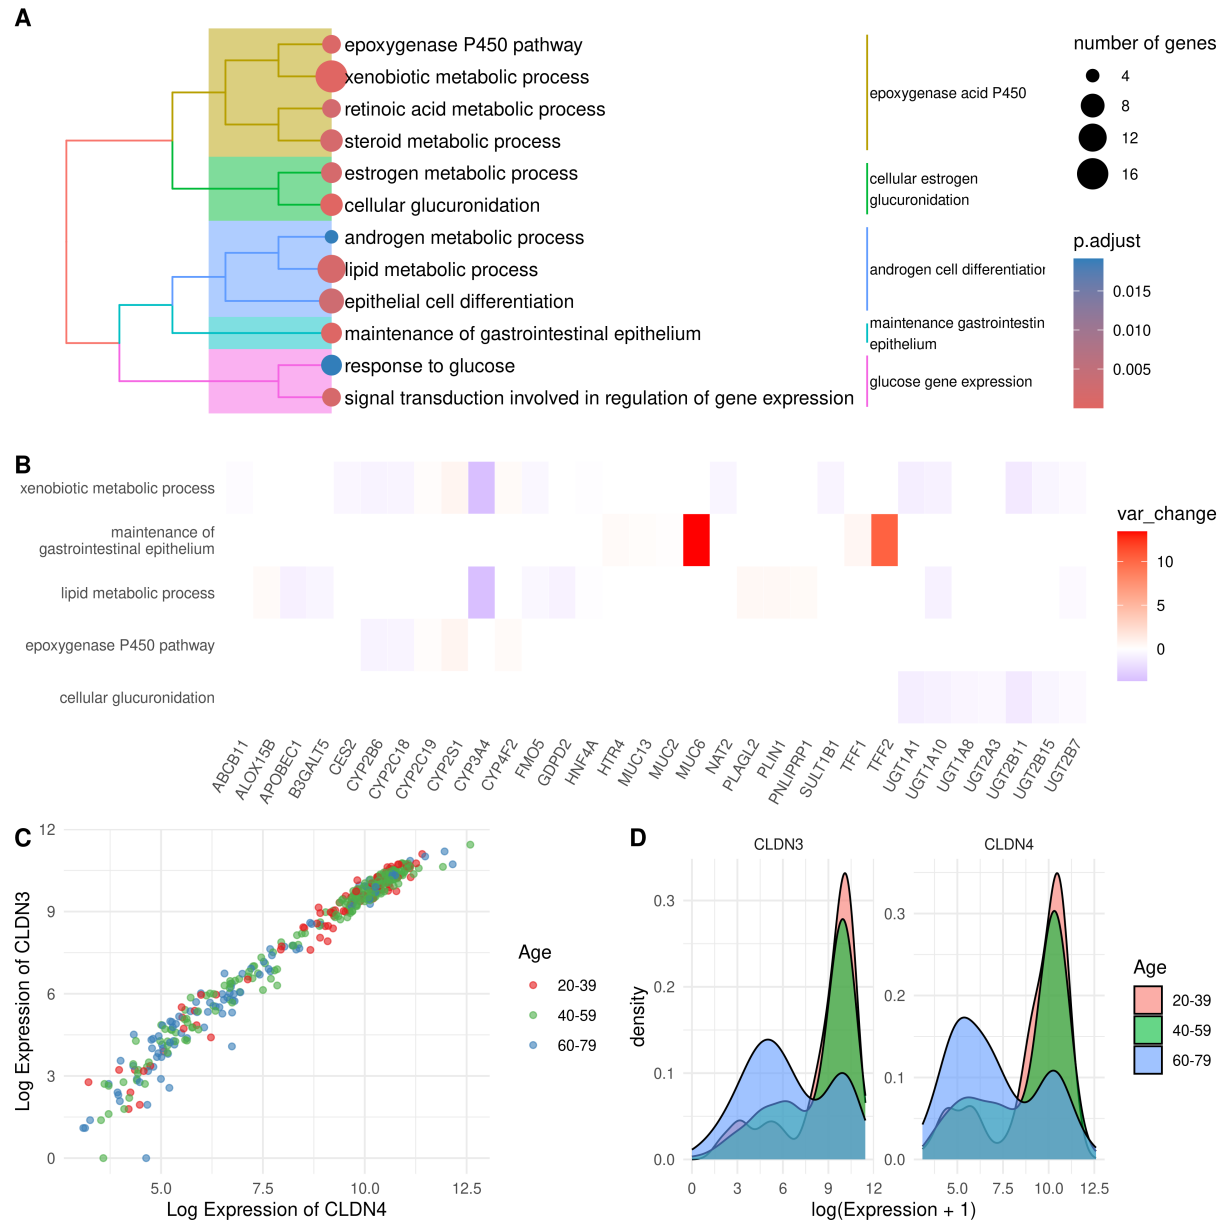 A
epoxygenase P450 pathway
xenobiotic metabolic process
retinoic acid metabolic process
steroid metabolic process
estrogen metabolic process
cellular glucuronidation
androgen metabolic process
lipid metabolic process
epithelial cell differentiation
maintenance of gastrointestinal epithelium
response to glucose
signal transduction involved in regulation of gene expression
epoxygenase acid P450
cellular estrogen
glucuronidation
androgen cell differentiation
maintenance gastrointestin
epithelium
glucose gene expression
number of genes
4
8
12
16
p.adjust
0.015
0.010
0.005
B
xenobiotic metabolic process
maintenance of
gastrointestinal epithelium
lipid metabolic process
epoxygenase P450 pathway
cellular glucuronidation
ABCB11
ALOX15B
APOBEC1
B3GALT5
CES2
CYP2B6
CYP2C18
CYP2C19
CYP2S1
CYP3A4
CYP4F2
FMO5
GDPD2
HNF4A
HTR4
MUC13
MUC2
MUC6
NAT2
PLAGL2
PLIN1
PNLIPRP1
SULT1B1
TFF1
TFF2
UGT1A1
UGT1A10
UGT1A8
UGT2A3
UGT2B11
UGT2B15
UGT2B7
var_change
10
5
0
C
Log Expression of CLDN3
12
9
6
3
0
5.0
7.5
10.0
12.5
Log Expression of CLDN4
Age
20-39
40-59
60-79
D
CLDN3
CLDN4
density
0.3
0.2
0.1
0.0
0.3
0.2
0.1
0.0
0
3
6
9
12
5.0
7.5
10.0
12.5
log(Expression + 1)
Age
20-39
40-59
60-79